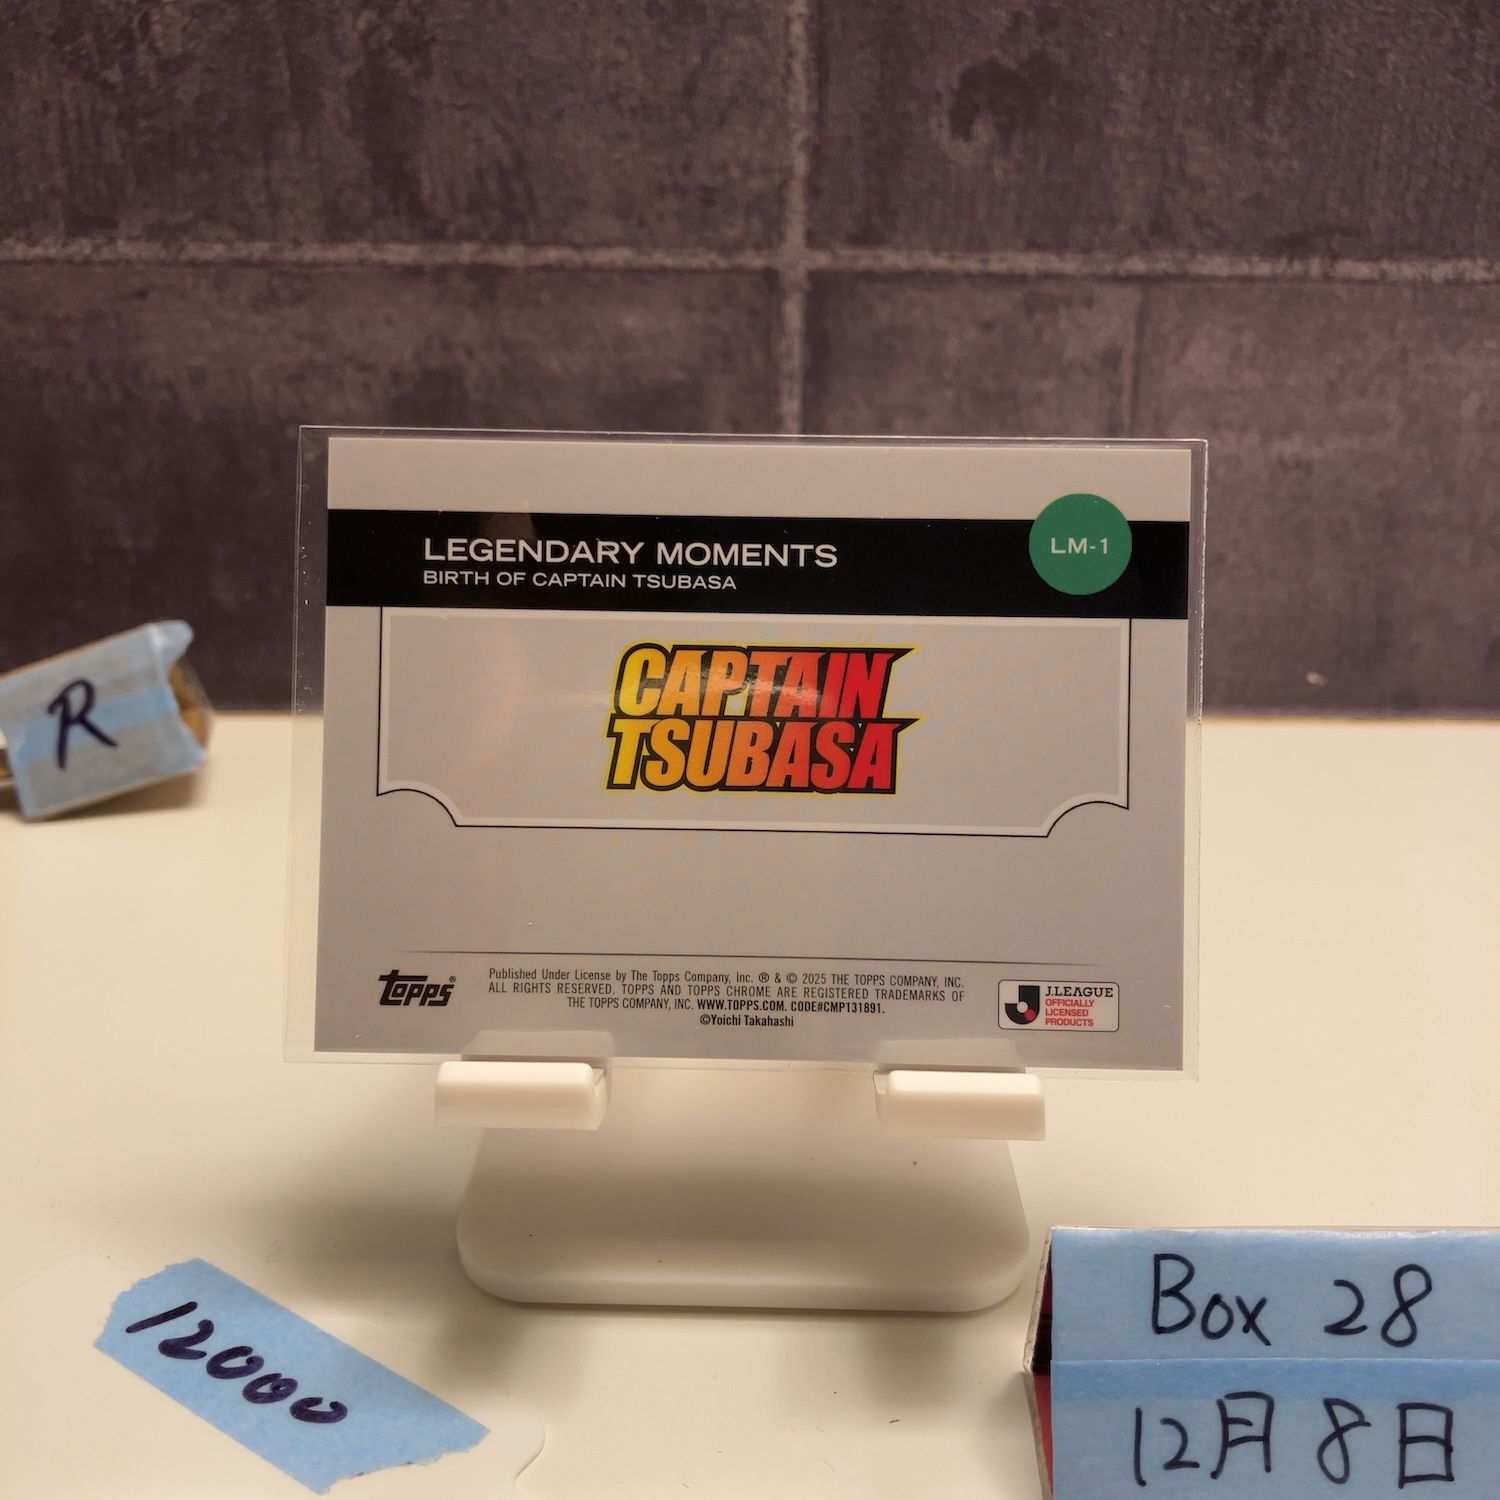 LEGENDARY MOMENTS
BIRTH OF CAPTAIN TSUBASA
LM-1
CAPTAIN
TSUBASA
R
topps®
Published Under License by The Topps Company, Inc. ® & © 2025 THE TOPPS COMPANY, INC.
ALL RIGHTS RESERVED. TOPPS AND TOPPS CHROME ARE REGISTERED TRADEMARKS OF
THE TOPPS COMPANY, INC. WWW.TOPPS.COM. CODE#CMP131891.
©Yoichi Takahashi
J.LEAGUE
OFFICIALLY
LICENSED
PRODUCTS
12000
Box 28
12月8日